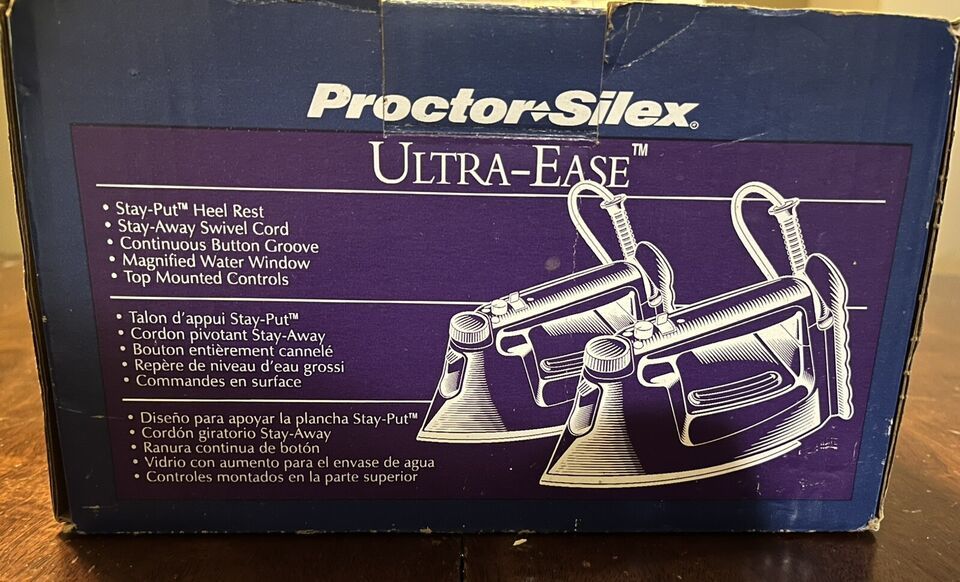 Proctor-Silex®
ULTRA-EASE™
• Stay-Put™ Heel Rest
• Stay-Away Swivel Cord
• Continuous Button Groove
• Magnified Water Window
• Top Mounted Controls
• Talon d'appui Stay-Put™
• Cordon pivotant Stay-Away
• Bouton entièrement cannelé
• Repère de niveau d'eau grossi
• Commandes en surface
• Diseño para apoyar la plancha Stay-Put™
• Cordón giratorio Stay-Away
• Ranura continua de botón
• Vidrio con aumento para el envase de agua
• Controles montados en la parte superior